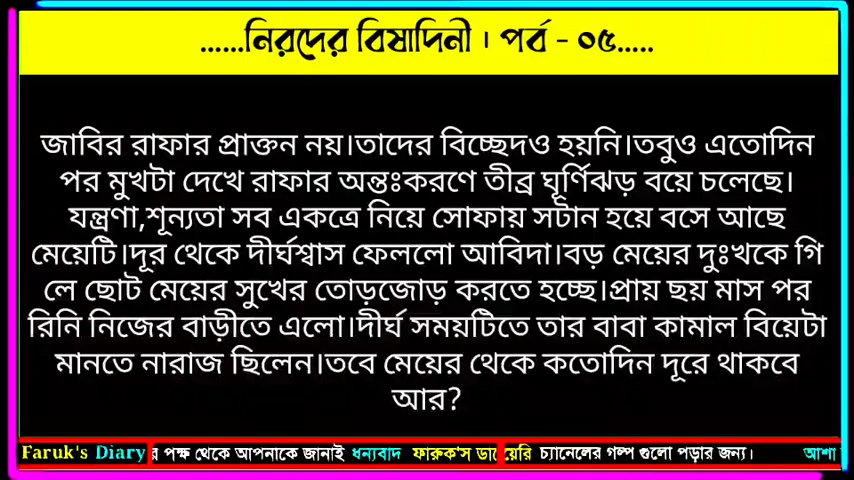 ......নিরদের বিষাদিনী । পর্ব - ০৫.....
জাবির রাফার প্রাক্তন নয়।তাদের বিচ্ছেদও হয়নি।তবুও এতোদিন
পর মুখটা দেখে রাফার অন্তঃকরণে তীব্র ঘূর্ণিঝড় বয়ে চলেছে।
যন্ত্রণা,শূন্যতা সব একত্রে নিয়ে সোফায় সটান হয়ে বসে আছে
মেয়েটি।দূর থেকে দীর্ঘশ্বাস ফেললো আবিদা।বড় মেয়ের দুঃখকে গি
লে ছোট মেয়ের সুখের তোড়জোড় করতে হচ্ছে।প্রায় ছয় মাস পর
রিনি নিজের বাড়ীতে এলো।দীর্ঘ সময়টিতে তার বাবা কামাল বিয়েটা
মানতে নারাজ ছিলেন।তবে মেয়ের থেকে কতোদিন দূরে থাকবে
আর?
Faruk's Diary র পক্ষ থেকে আপনাকে জানাই ধন্যবাদ ফারুক'স ডায়েরি চ্যানেলের গল্প গুলো পড়ার জন্য। আশা